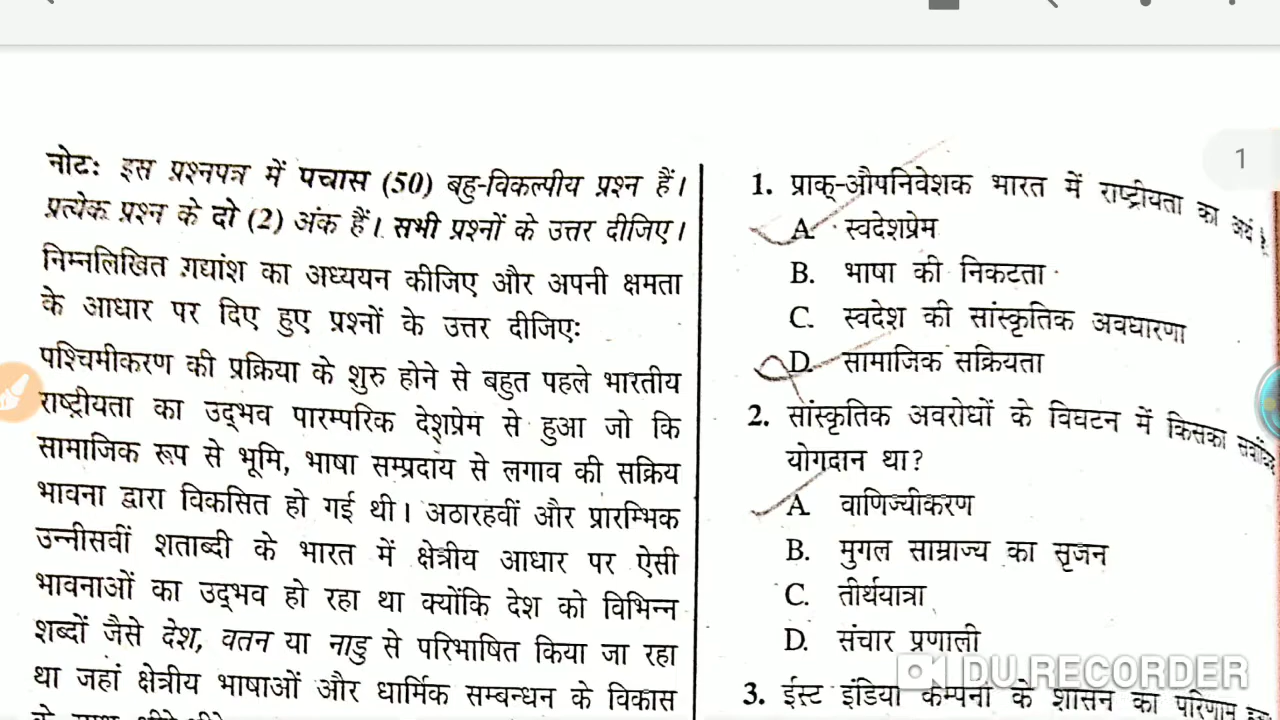 1
नोटः इस प्रश्नपत्र में पचास (50) बहु-विकल्पीय प्रश्न हैं।
प्रत्येक प्रश्न के दो (2) अंक हैं। सभी प्रश्नों के उत्तर दीजिए।
निम्नलिखित गद्यांश का अध्ययन कीजिए और अपनी क्षमता
के आधार पर दिए हुए प्रश्नों के उत्तर दीजिएः
पश्चिमीकरण की प्रक्रिया के शुरु होने से बहुत पहले भारतीय
राष्ट्रीयता का उद्भव पारम्परिक देशप्रेम से हुआ जो कि
सामाजिक रूप से भूमि, भाषा सम्प्रदाय से लगाव की सक्रिय
भावना द्वारा विकसित हो गई थी। अठारहवीं और प्रारम्भिक
उन्नीसवीं शताब्दी के भारत में क्षेत्रीय आधार पर ऐसी
भावनाओं का उद्भव हो रहा था क्योंकि देश को विभिन्न
शब्दों जैसे देश, वतन या नाडु से परिभाषित किया जा रहा
था जहां क्षेत्रीय भाषाओं और धार्मिक सम्बन्धन के विकास
1. प्राक्-औपनिवेशक भारत में राष्ट्रीयता का अर्थ है
A स्वदेशप्रेम
B. भाषा की निकटता
C. स्वदेश की सांस्कृतिक अवधारणा
D. सामाजिक सक्रियता
2. सांस्कृतिक अवरोधों के विघटन में किसका
योगदान था?
A वाणिज्यीकरण
B. मुगल साम्राज्य का सृजन
C. तीर्थयात्रा
D. संचार प्रणाली
3. ईस्ट इंडिया कम्पनी के शासन का परिणाम
DU RECORDER